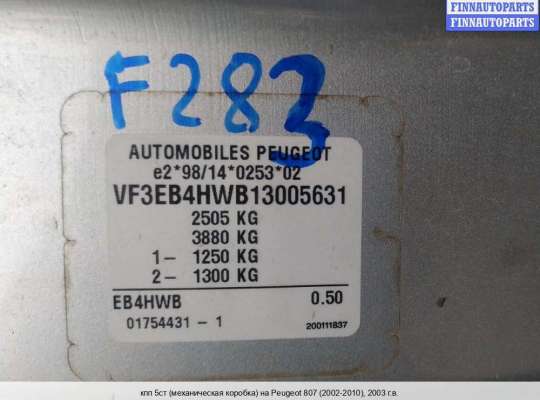 FINNAUTOPARTS
FINNAUTOPARTS
F283
AUTOMOBILES PEUGEOT
e2*98/14*0253*02
VF3EB4HWB13005631
2505 KG
3880 KG
1- 1250 KG
2- 1300 KG
EB4HWB 0.50
01754431 - 1 200111837
кпп 5ст (механическая коробка) на Peugeot 807 (2002-2010), 2003 г.в.